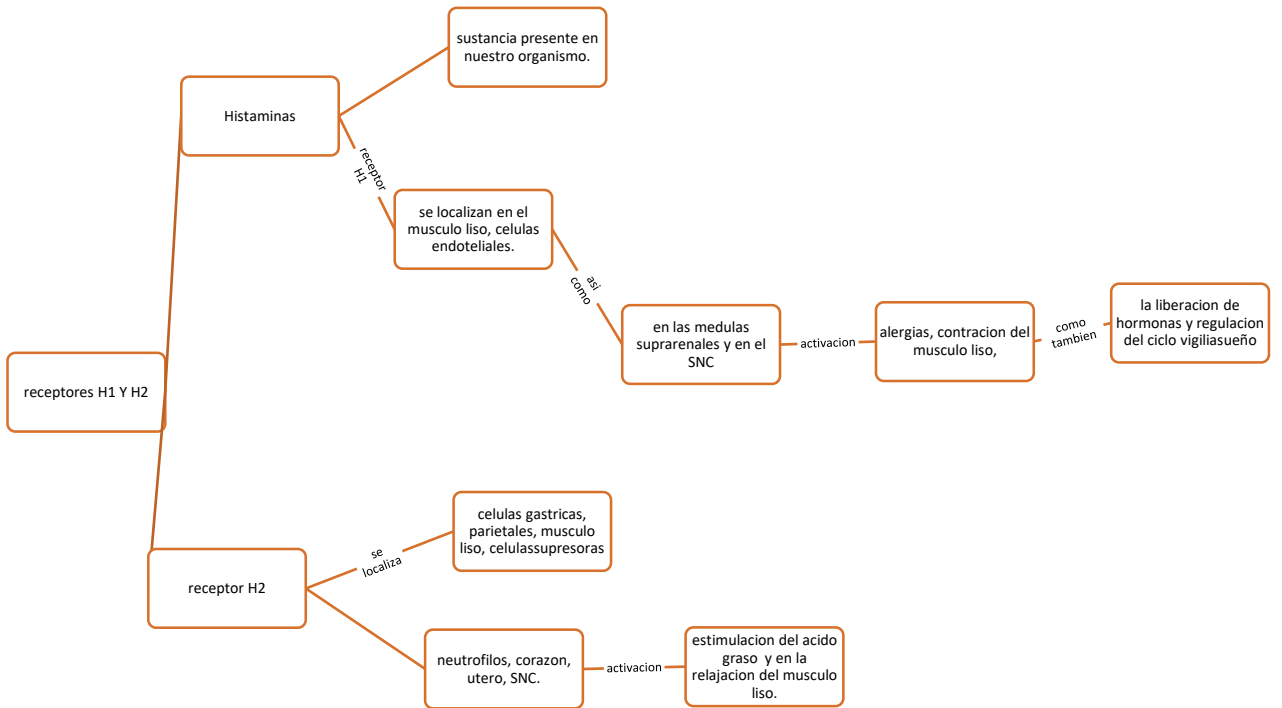 sustancia presente en
nuestro organismo.
Histaminas
receptor
H1
se localizan en el
musculo liso, celulas
endoteliales.
asi
como
en las medulas
suprarenales y en el
SNC
activacion
alergias, contracion del
musculo liso,
como
tambien
la liberacion de
hormonas y regulacion
del ciclo vigiliasueño
receptores H1 Y H2
celulas gastricas,
parietales, musculo
liso, celulassupresoras
se
localiza
receptor H2
neutrofilos, corazon,
utero, SNC.
activacion
estimulacion del acido
graso y en la
relajacion del musculo
liso.